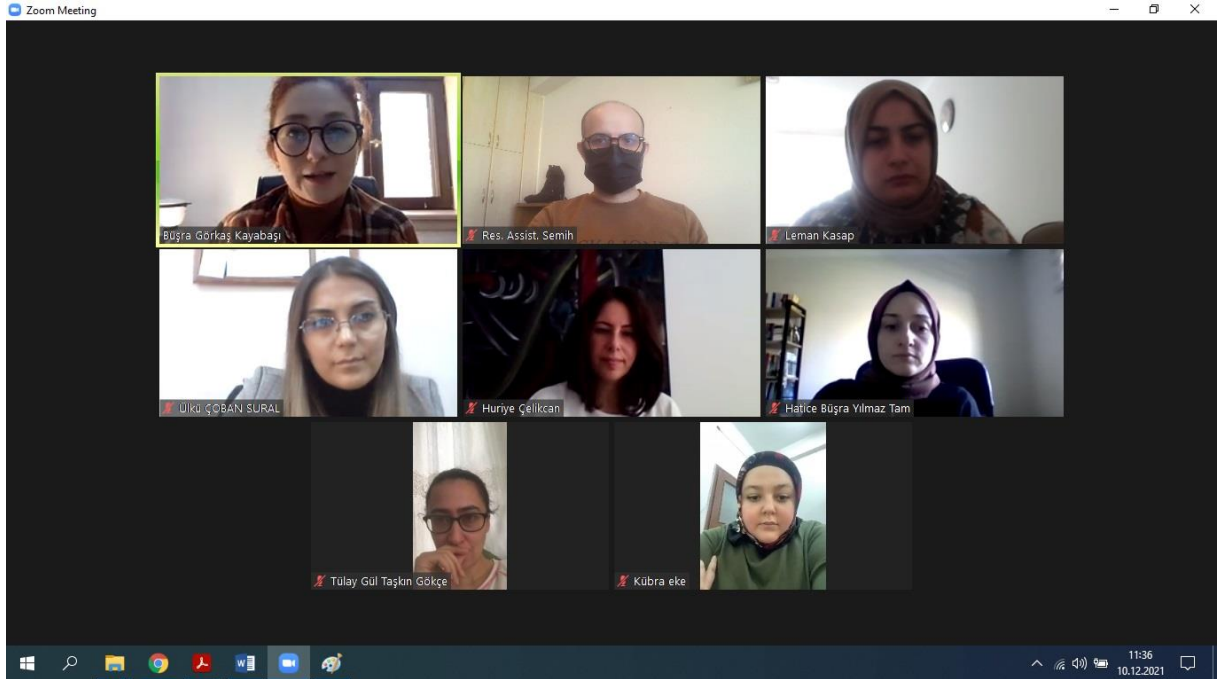 Zoom Meeting
Büşra Görkaş Kayabaşı
Res. Assist. Semih
Leman Kasap
Ülkü ÇOBAN SURAL
Huriye Çelikcan
Hatice Büşra Yılmaz Tam
Tülay Gül Taşkın Gökçe
Kübra eke
11:36
10.12.2021